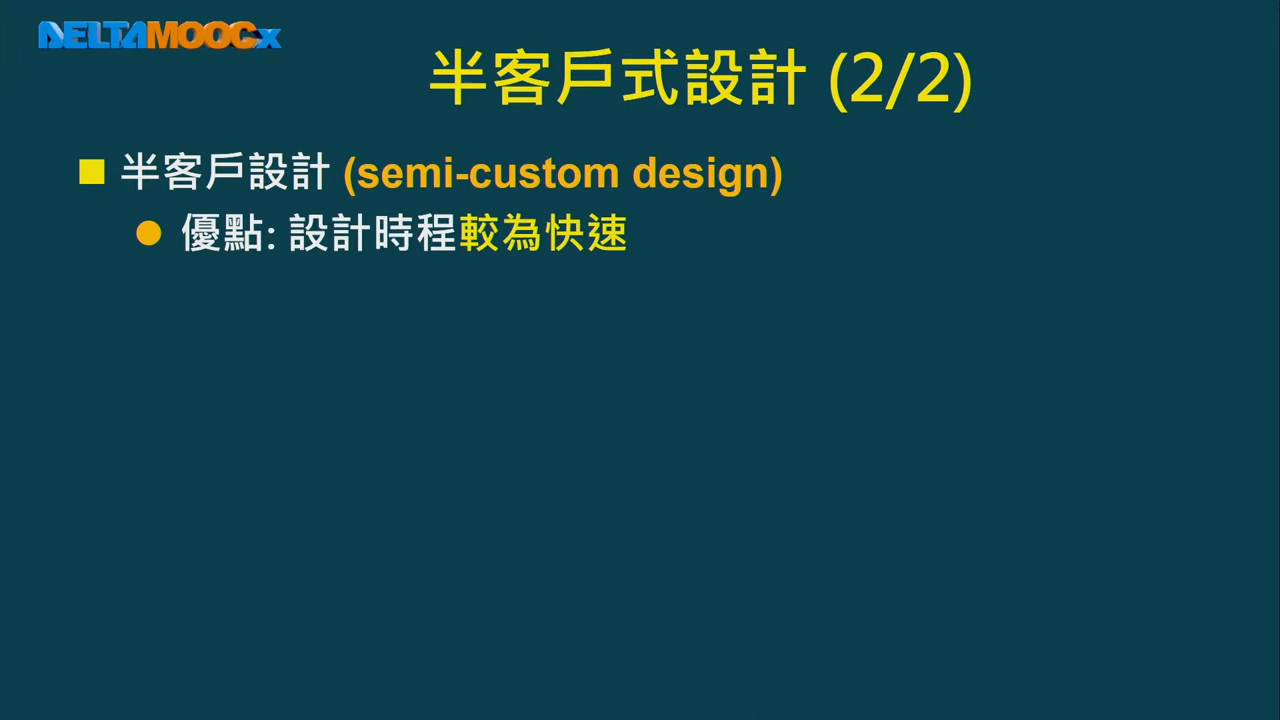 DELTAMOOCx
半客戶式設計 (2/2)
半客戶設計 (semi-custom design)
優點: 設計時程較為快速